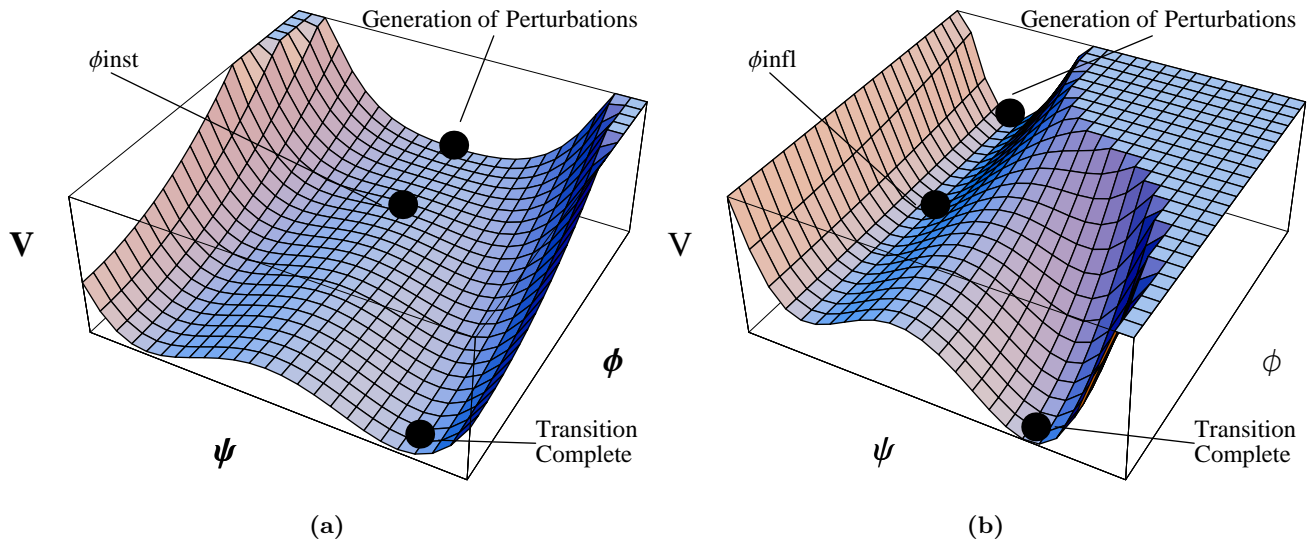 Generation of Perturbations
ϕinst
V
ϕ
ψ
Transition
Complete
(a)
Generation of Perturbations
ϕinfl
V
ϕ
ψ
Transition
Complete
(b)